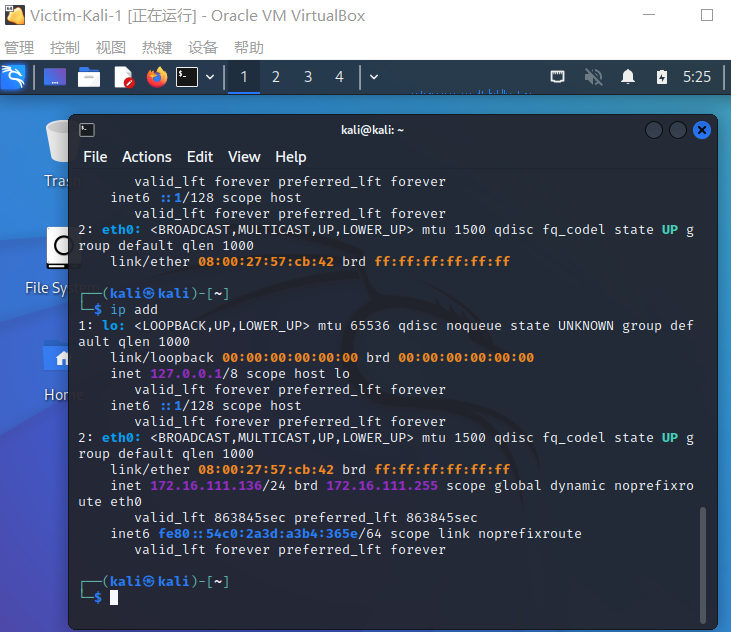 Victim-Kali-1 [正在运行] - Oracle VM VirtualBox
管理 控制 视图 热键 设备 帮助
1 2 3 4 5:25
kali@kali: ~
File Actions Edit View Help
Tras
File Sy
Hom
valid_lft forever preferred_lft forever
inet6 ::1/128 scope host
valid_lft forever preferred_lft forever
2: eth0: <BROADCAST,MULTICAST,UP,LOWER_UP> mtu 1500 qdisc fq_codel state UP g
roup default qlen 1000
link/ether 08:00:27:57:cb:42 brd ff:ff:ff:ff:ff:ff
┌──(kali㉿kali)-[~]
└─$ ip add
1: lo: <LOOPBACK,UP,LOWER_UP> mtu 65536 qdisc noqueue state UNKNOWN group def
ault qlen 1000
link/loopback 00:00:00:00:00:00 brd 00:00:00:00:00:00
inet 127.0.0.1/8 scope host lo
valid_lft forever preferred_lft forever
inet6 ::1/128 scope host
valid_lft forever preferred_lft forever
2: eth0: <BROADCAST,MULTICAST,UP,LOWER_UP> mtu 1500 qdisc fq_codel state UP g
roup default qlen 1000
link/ether 08:00:27:57:cb:42 brd ff:ff:ff:ff:ff:ff
inet 172.16.111.136/24 brd 172.16.111.255 scope global dynamic noprefixro
ute eth0
valid_lft 863845sec preferred_lft 863845sec
inet6 fe80::54c0:2a3d:a3b4:365e/64 scope link noprefixroute
valid_lft forever preferred_lft forever
┌──(kali㉿kali)-[~]
└─$